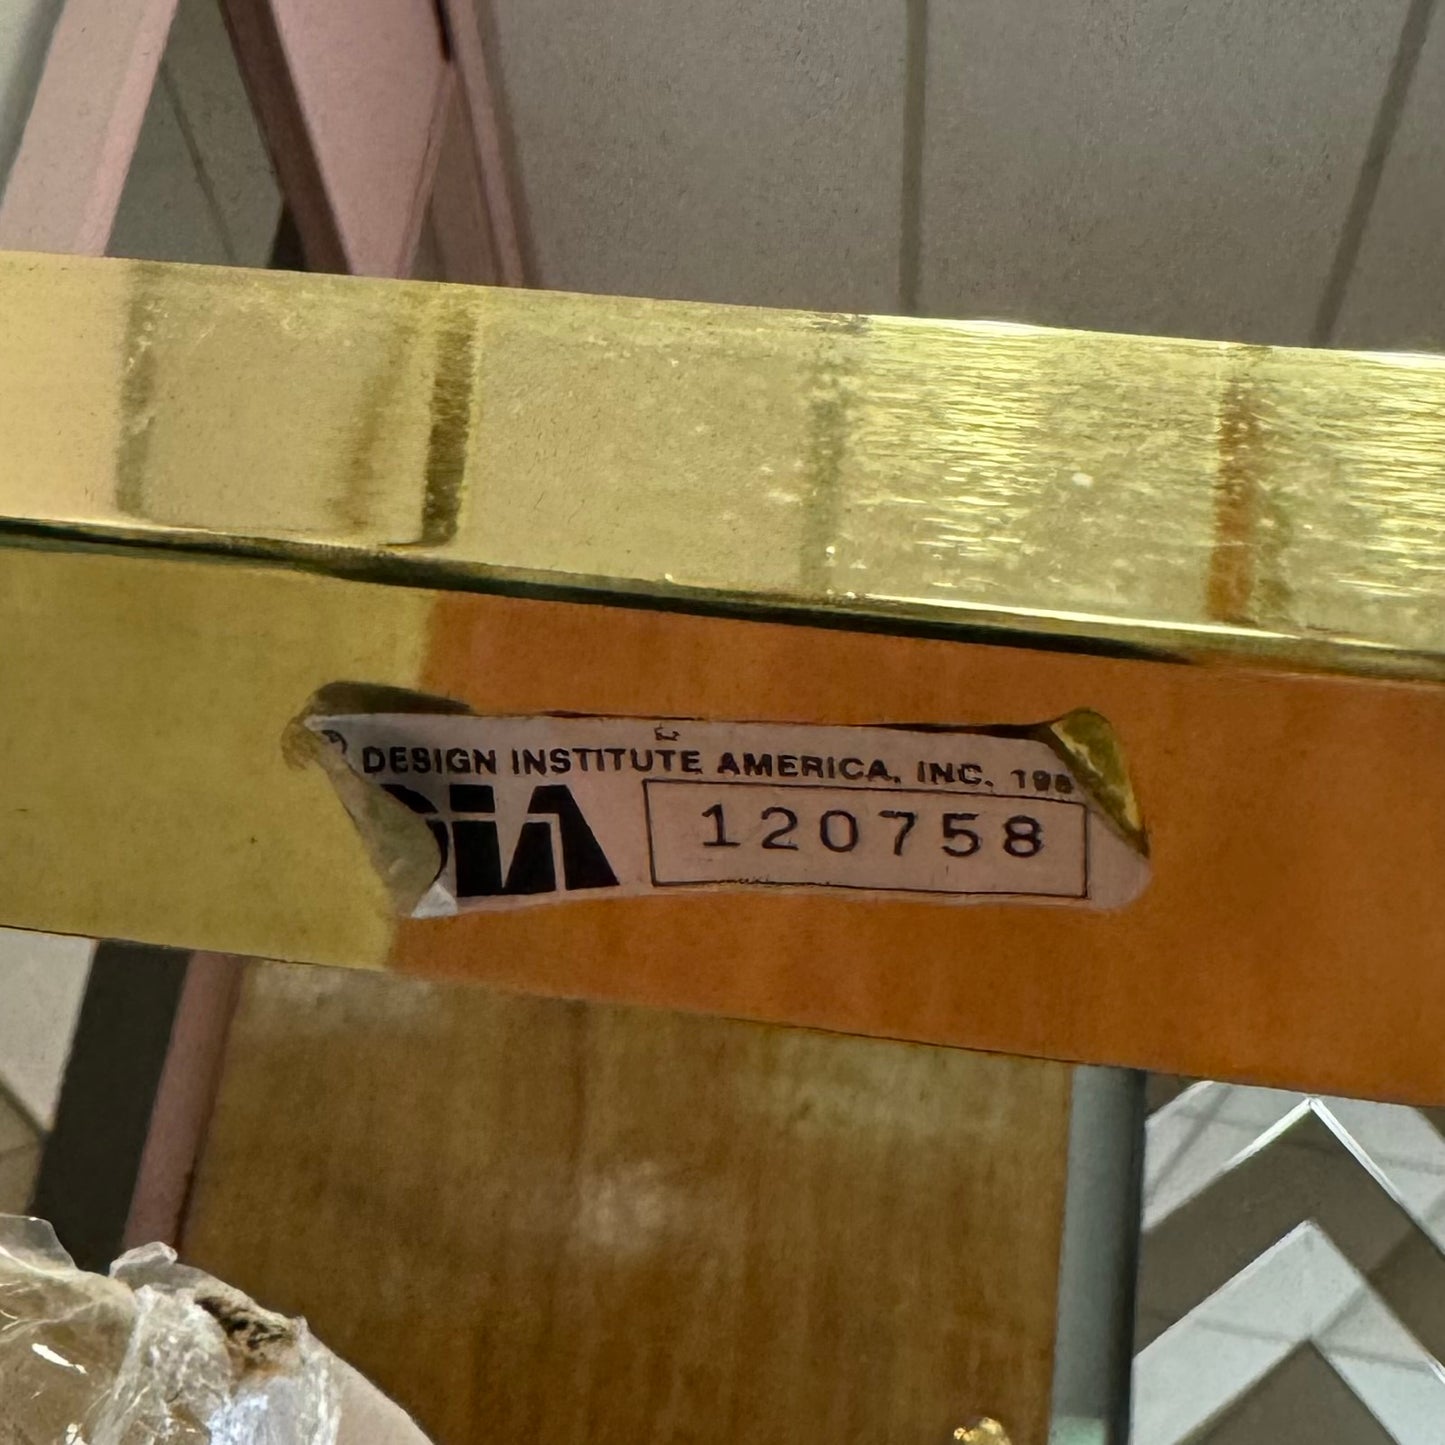 ® DESIGN INSTITUTE AMERICA, INC. 198
DIA
120758